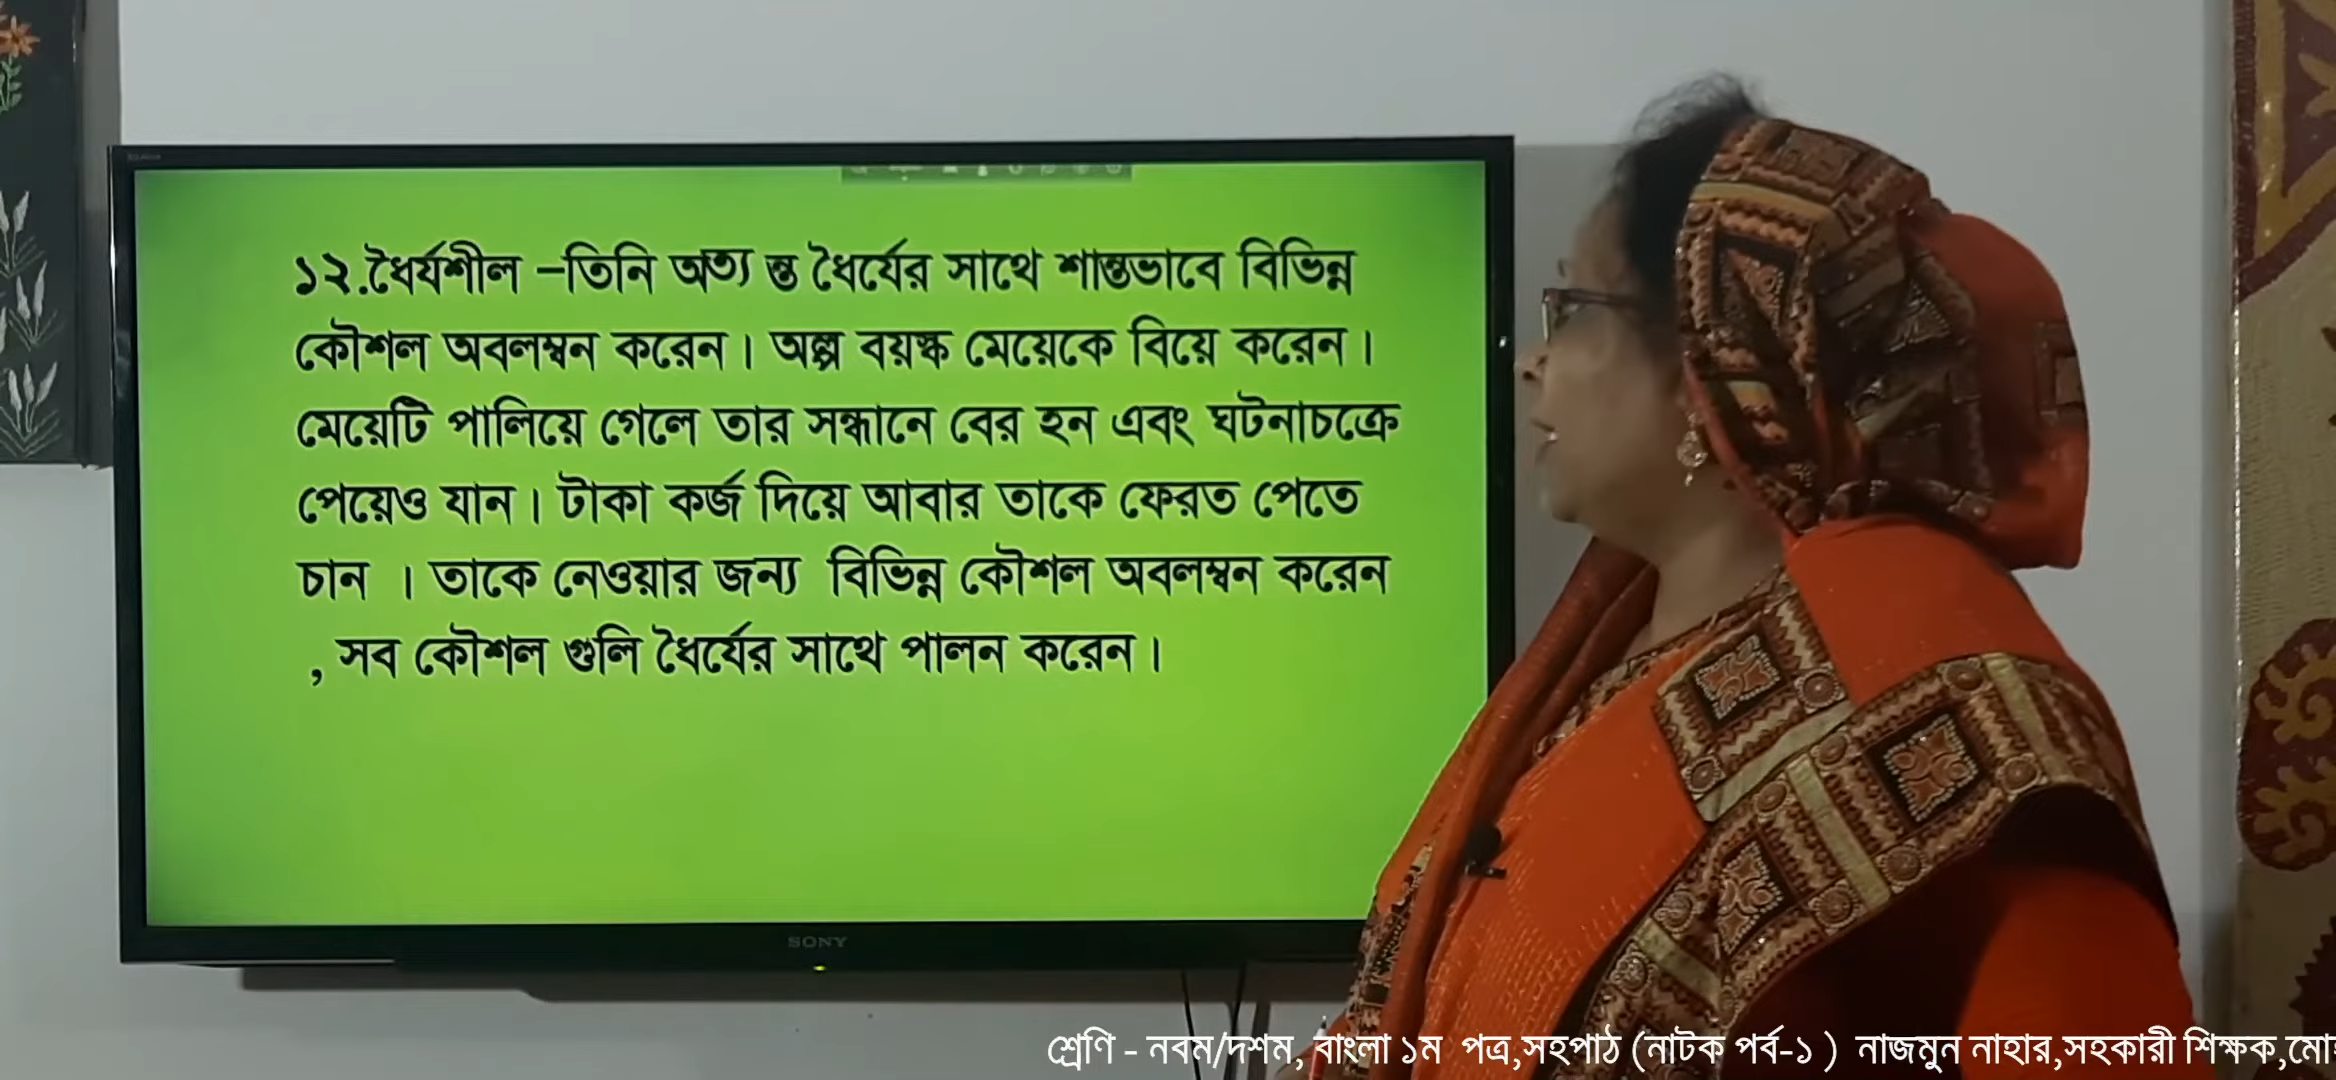 ১২.ধৈর্যশীল –তিনি অত্য ন্ত ধৈর্যের সাথে শান্তভাবে বিভিন্ন
কৌশল অবলম্বন করেন। অল্প বয়স্ক মেয়েকে বিয়ে করেন।
মেয়েটি পালিয়ে গেলে তার সন্ধানে বের হন এবং ঘটনাচক্রে
পেয়েও যান। টাকা কর্জ দিয়ে আবার তাকে ফেরত পেতে
চান । তাকে নেওয়ার জন্য বিভিন্ন কৌশল অবলম্বন করেন
, সব কৌশল গুলি ধৈর্যের সাথে পালন করেন।
SONY
শ্রেণি - নবম/দশম, বাংলা ১ম পত্র,সহপাঠ (নাটক পর্ব-১ ) নাজমুন নাহার,সহকারী শিক্ষক,